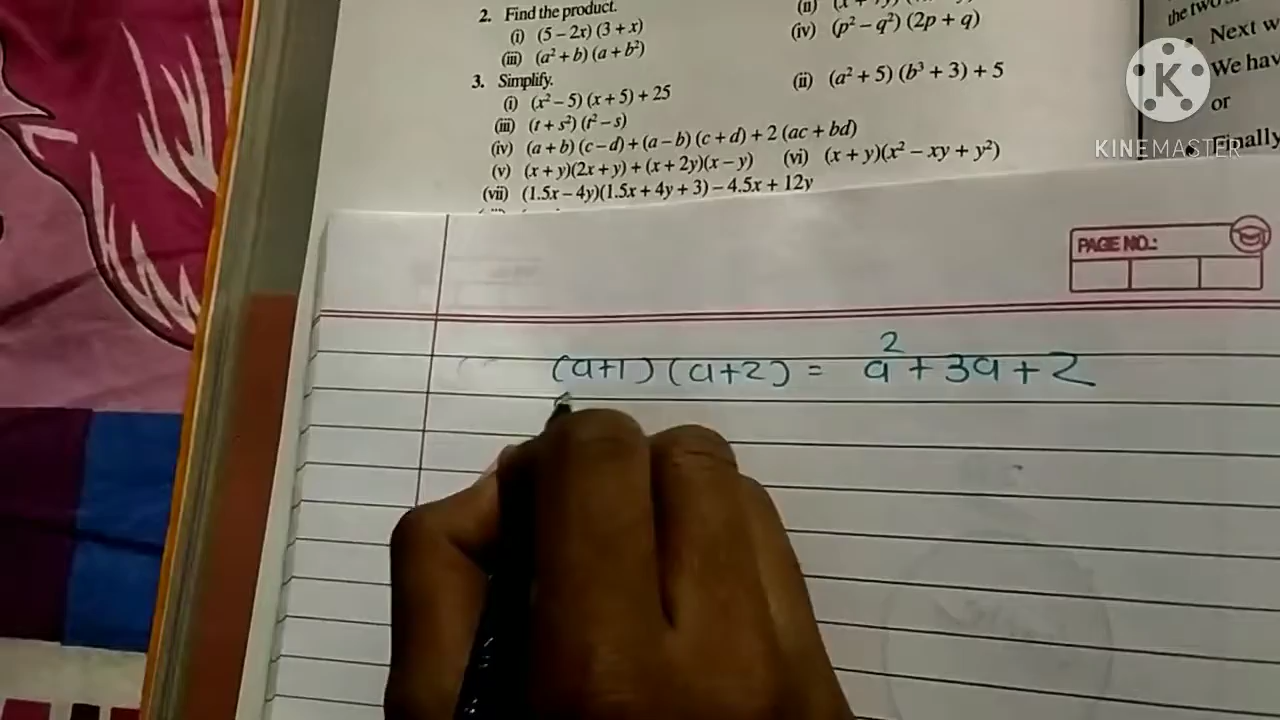 2. Find the product.
(i) (5 – 2x) (3 + x)
(iii) (a² + b) (a + b²)
(iv) (p² – q²) (2p + q)
3. Simplify.
(i) (x² – 5) (x + 5) + 25
(ii) (a² + 5) (b³ + 3) + 5
(iii) (t + s²) (t² – s)
(iv) (a + b) (c – d) + (a – b) (c + d) + 2 (ac + bd)
(v) (x + y)(2x + y) + (x + 2y)(x – y) (vi) (x + y)(x² – xy + y²)
(vii) (1.5x – 4y)(1.5x + 4y + 3) – 4.5x + 12y
the two
Next w
We hav
or
Finally
K
KINEMASTER
PAGE NO.:
(a+1) (a+2) = a² + 3a + 2